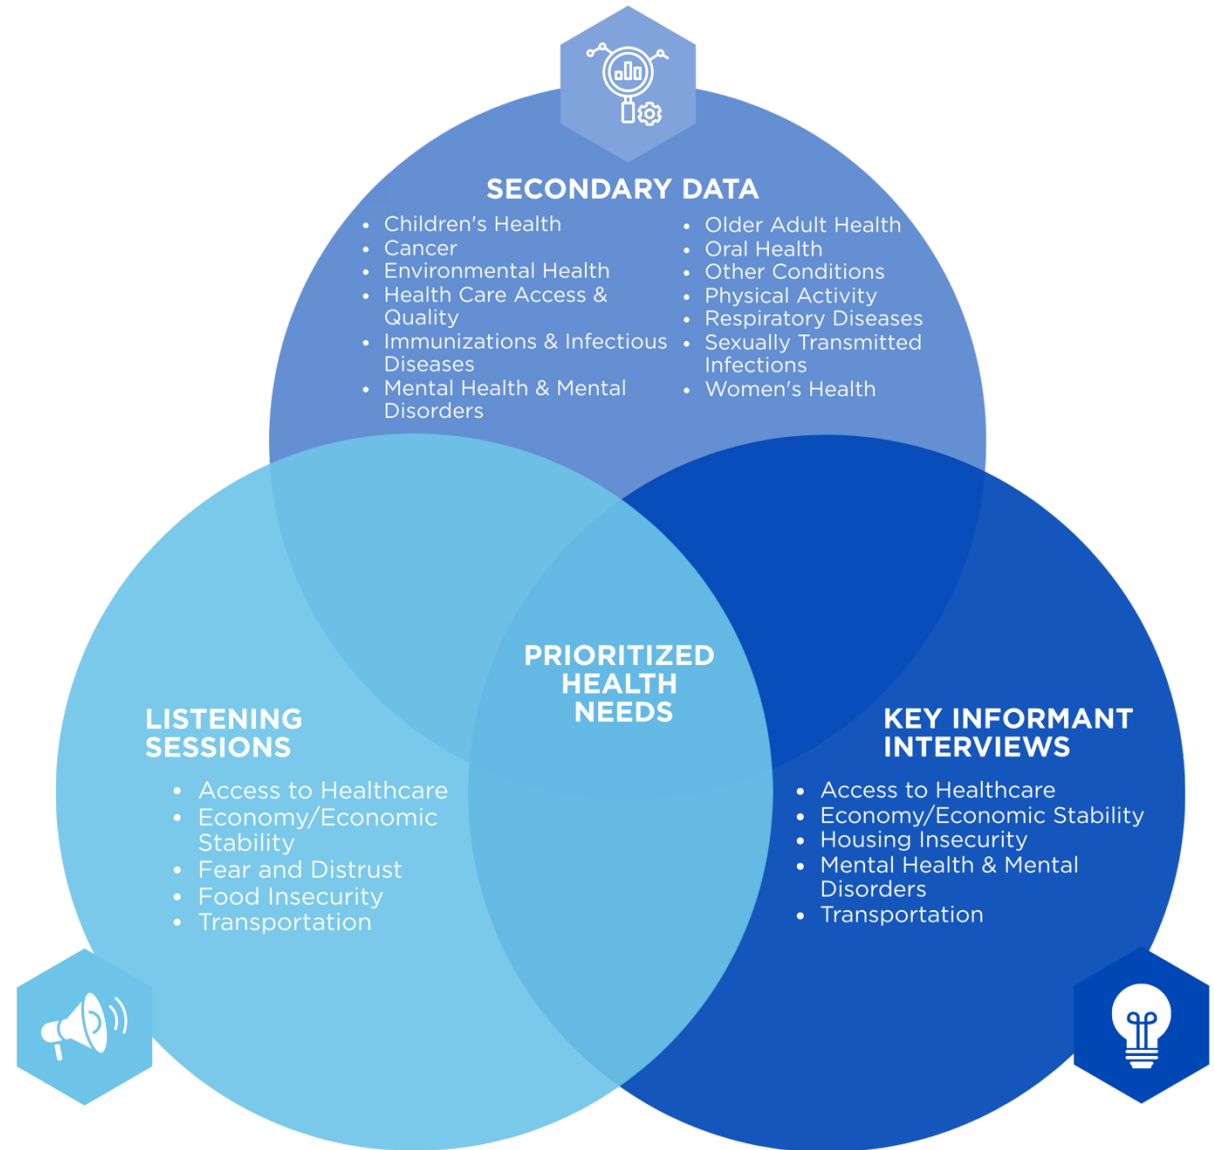 SECONDARY DATA
• Children's Health
• Cancer
• Environmental Health
• Health Care Access &
Quality
• Immunizations & Infectious
Diseases
• Mental Health & Mental
Disorders
• Older Adult Health
• Oral Health
• Other Conditions
• Physical Activity
• Respiratory Diseases
• Sexually Transmitted
Infections
• Women's Health
PRIORITIZED
HEALTH
NEEDS
LISTENING
SESSIONS
• Access to Healthcare
• Economy/Economic
Stability
• Fear and Distrust
• Food Insecurity
• Transportation
KEY INFORMANT
INTERVIEWS
• Access to Healthcare
• Economy/Economic Stability
• Housing Insecurity
• Mental Health & Mental
Disorders
• Transportation